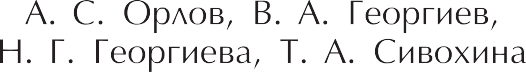 А. С. Орлов, В. А. Георгиев,
Н. Г. Георгиева, Т. А. Сивохина